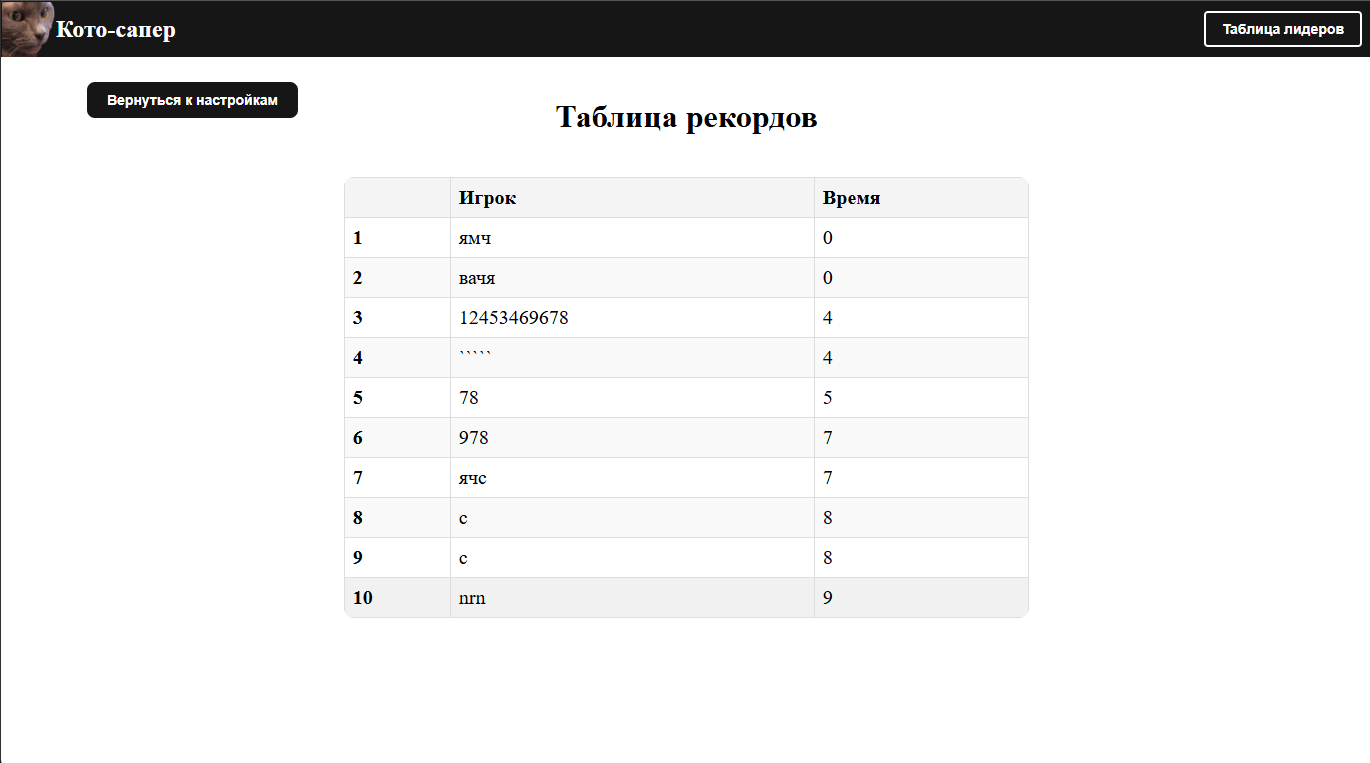 Кото-сапер
Таблица лидеров
Вернуться к настройкам
Таблица рекордов
Игрок Время
1 ямч 0
2 вачя 0
3 12453469678 4
4 ````` 4
5 78 5
6 978 7
7 ячс 7
8 с 8
9 с 8
10 nrn 9